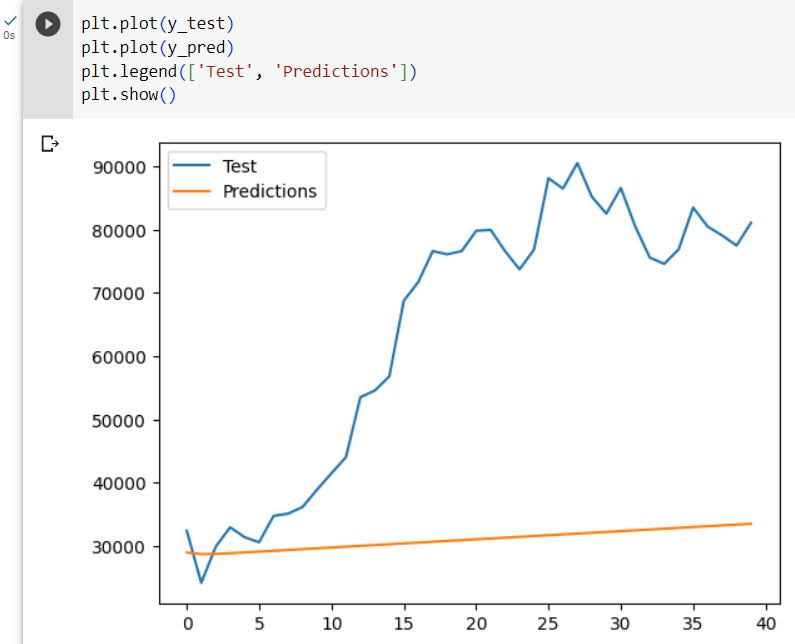 plt.plot(y_test)
0s
plt.plot(y_pred)
plt.legend(['Test', 'Predictions'])
plt.show()
Test
Predictions
90000
80000
70000
60000
50000
40000
30000
0 5 10 15 20 25 30 35 40